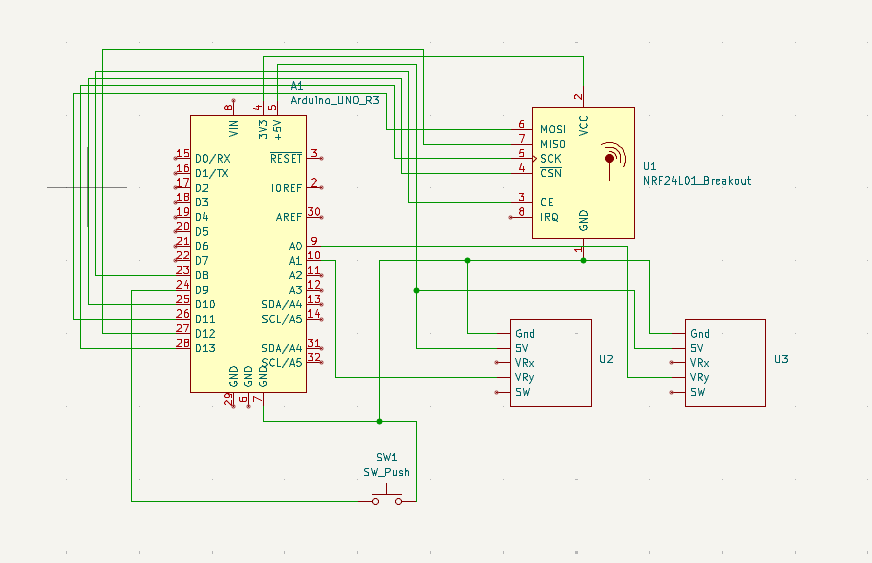 A1
Arduino_UNO_R3
8
4
5
VIN
3V3
+5V
15
D0/RX
16
D1/TX
17
D2
18
D3
19
D4
20
D5
21
D6
22
D7
23
D8
24
D9
25
D10
26
D11
27
D12
28
D13
RESET
3
IOREF
2
AREF
30
A0
9
A1
10
A2
11
A3
12
SDA/A4
13
SCL/A5
14
SDA/A4
31
SCL/A5
32
GND
GND
GND
29
6
7
2
VCC
6
MOSI
7
MISO
5
SCK
4
CSN
3
CE
8
IRQ
GND
1
U1
NRF24L01_Breakout
Gnd
5V
VRx
VRy
SW
U2
Gnd
5V
VRx
VRy
SW
U3
SW1
SW_Push